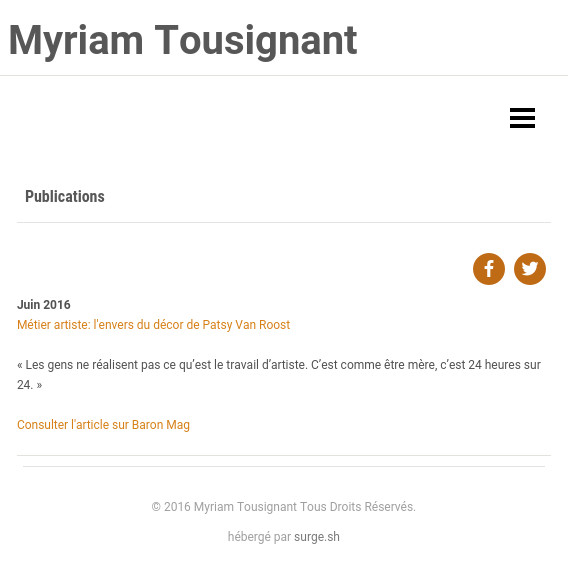 Myriam Tousignant
Publications
Juin 2016
Métier artiste: l'envers du décor de Patsy Van Roost
« Les gens ne réalisent pas ce qu’est le travail d’artiste. C’est comme être mère, c’est 24 heures sur
24. »
Consulter l'article sur Baron Mag
© 2016 Myriam Tousignant Tous Droits Réservés.
hébergé par surge.sh